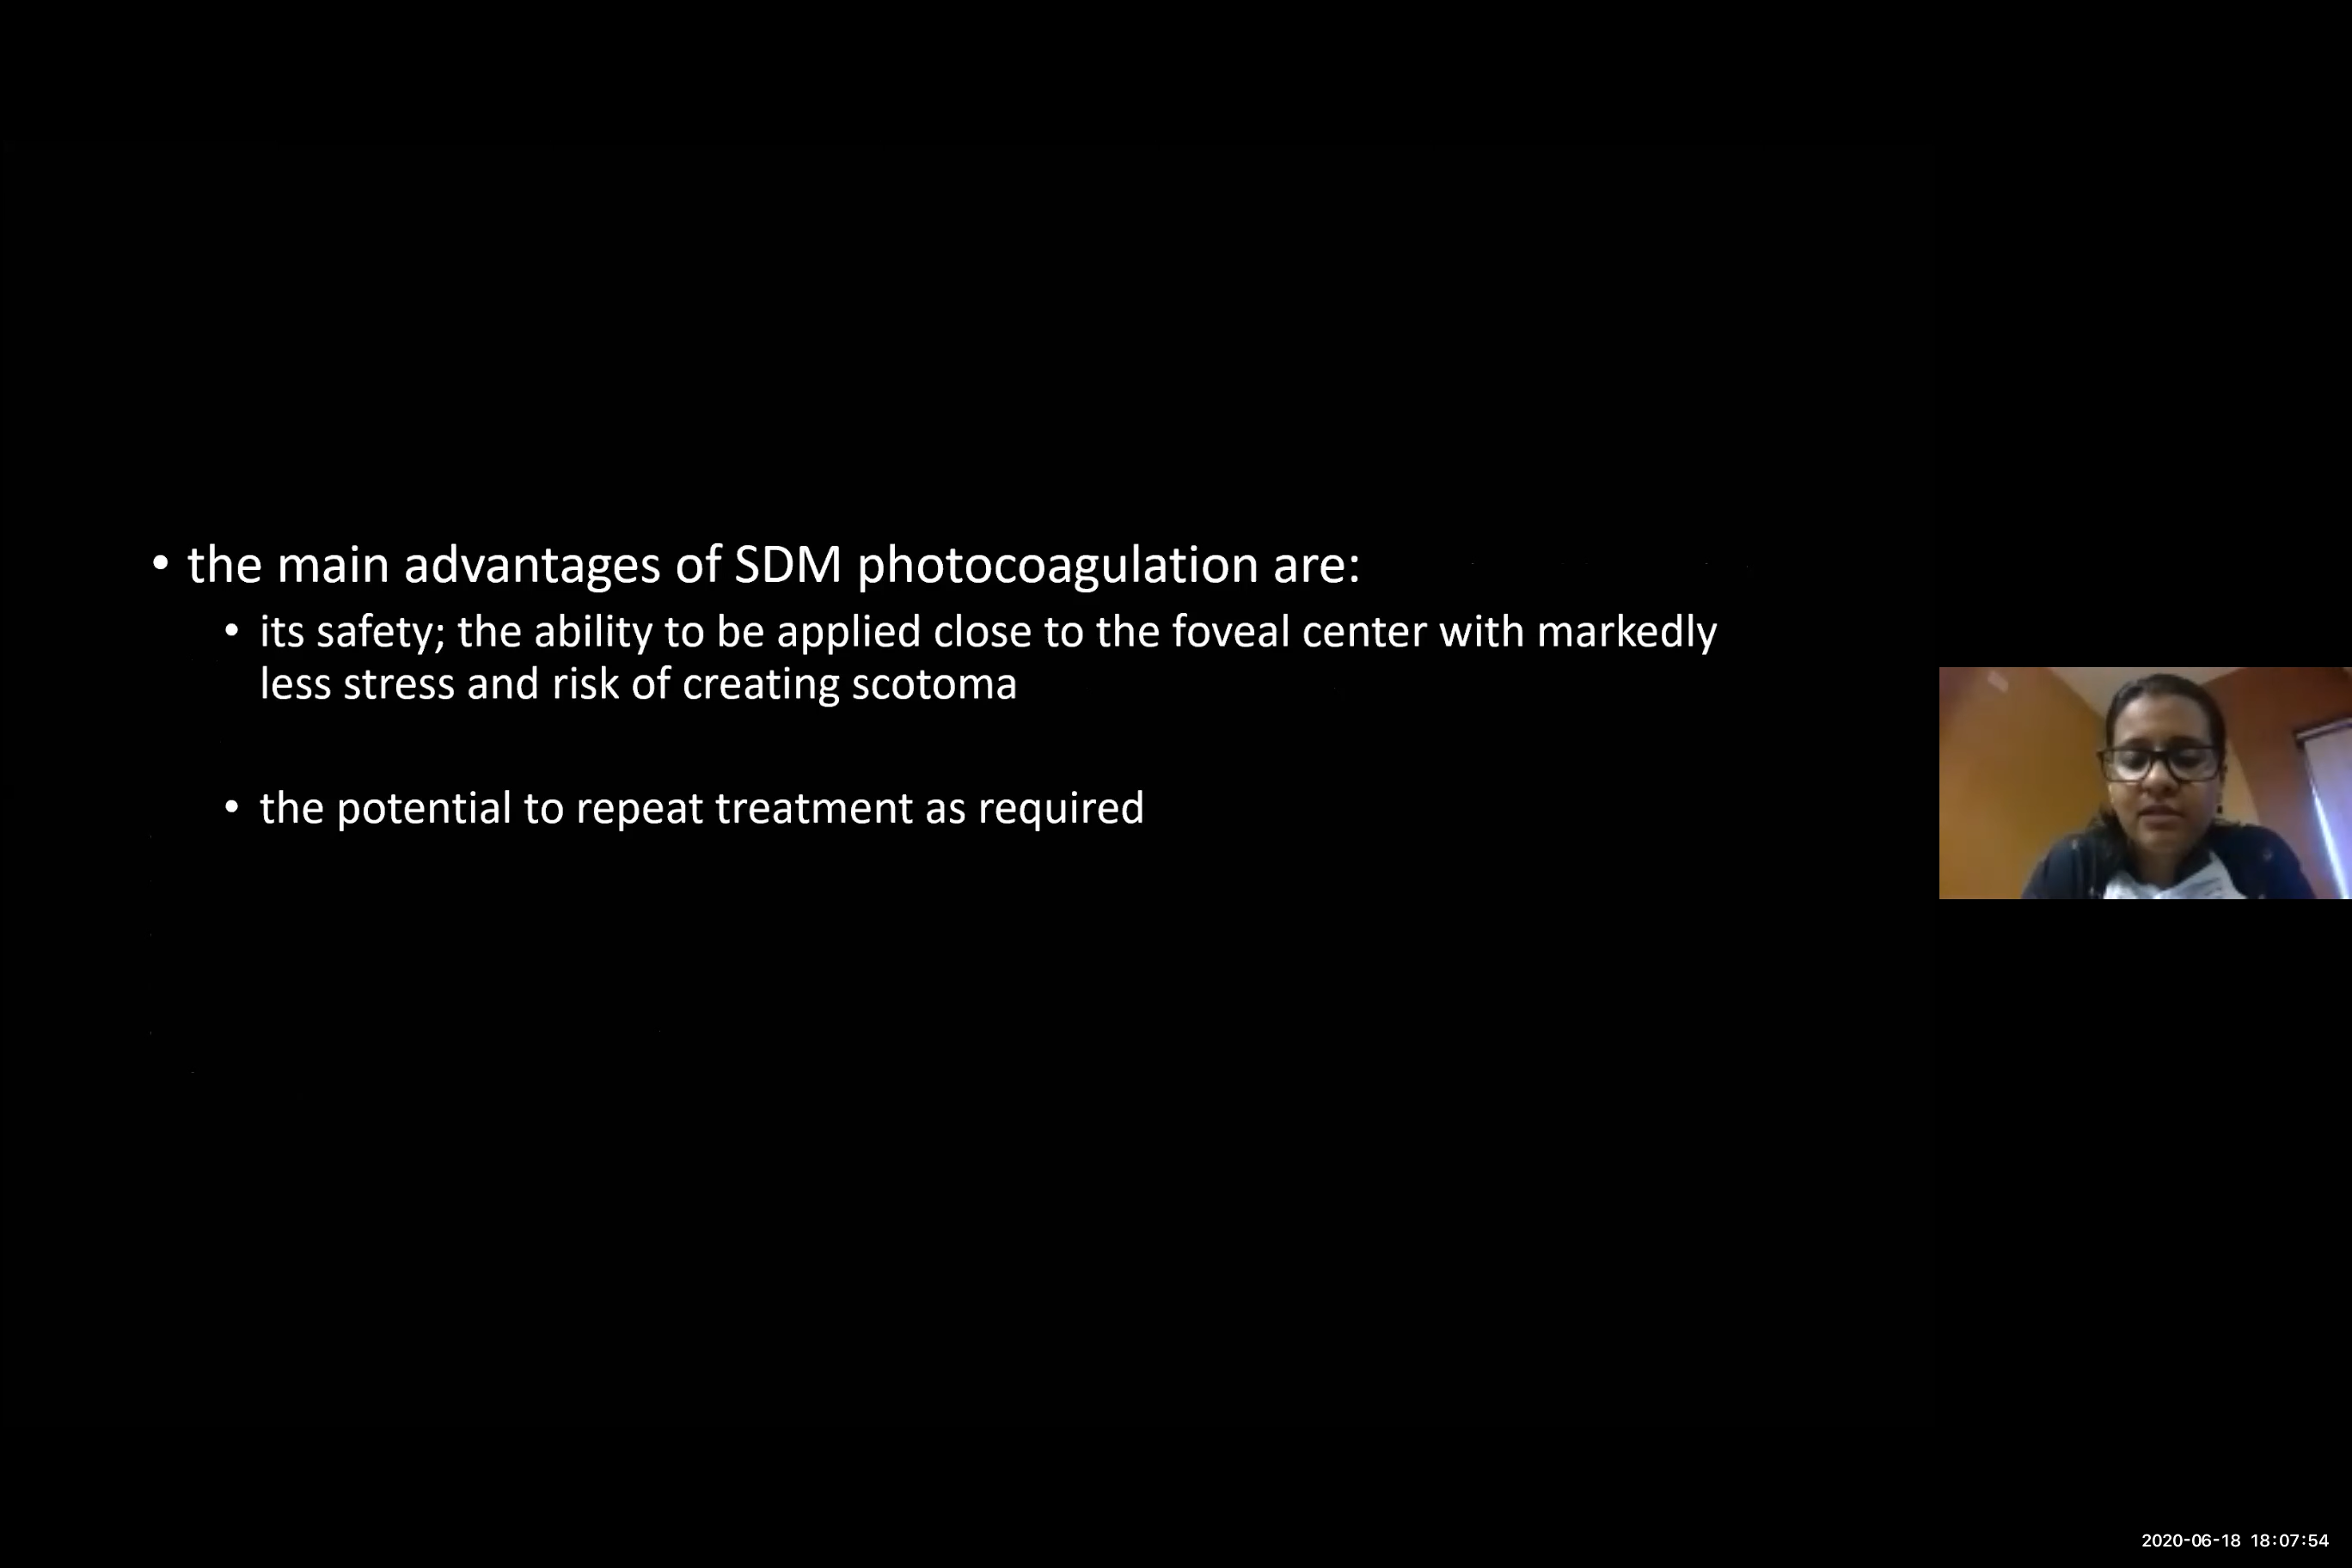 • the main advantages of SDM photocoagulation are:
• its safety; the ability to be applied close to the foveal center with markedly
less stress and risk of creating scotoma
• the potential to repeat treatment as required
2020-06-18 18:07:54